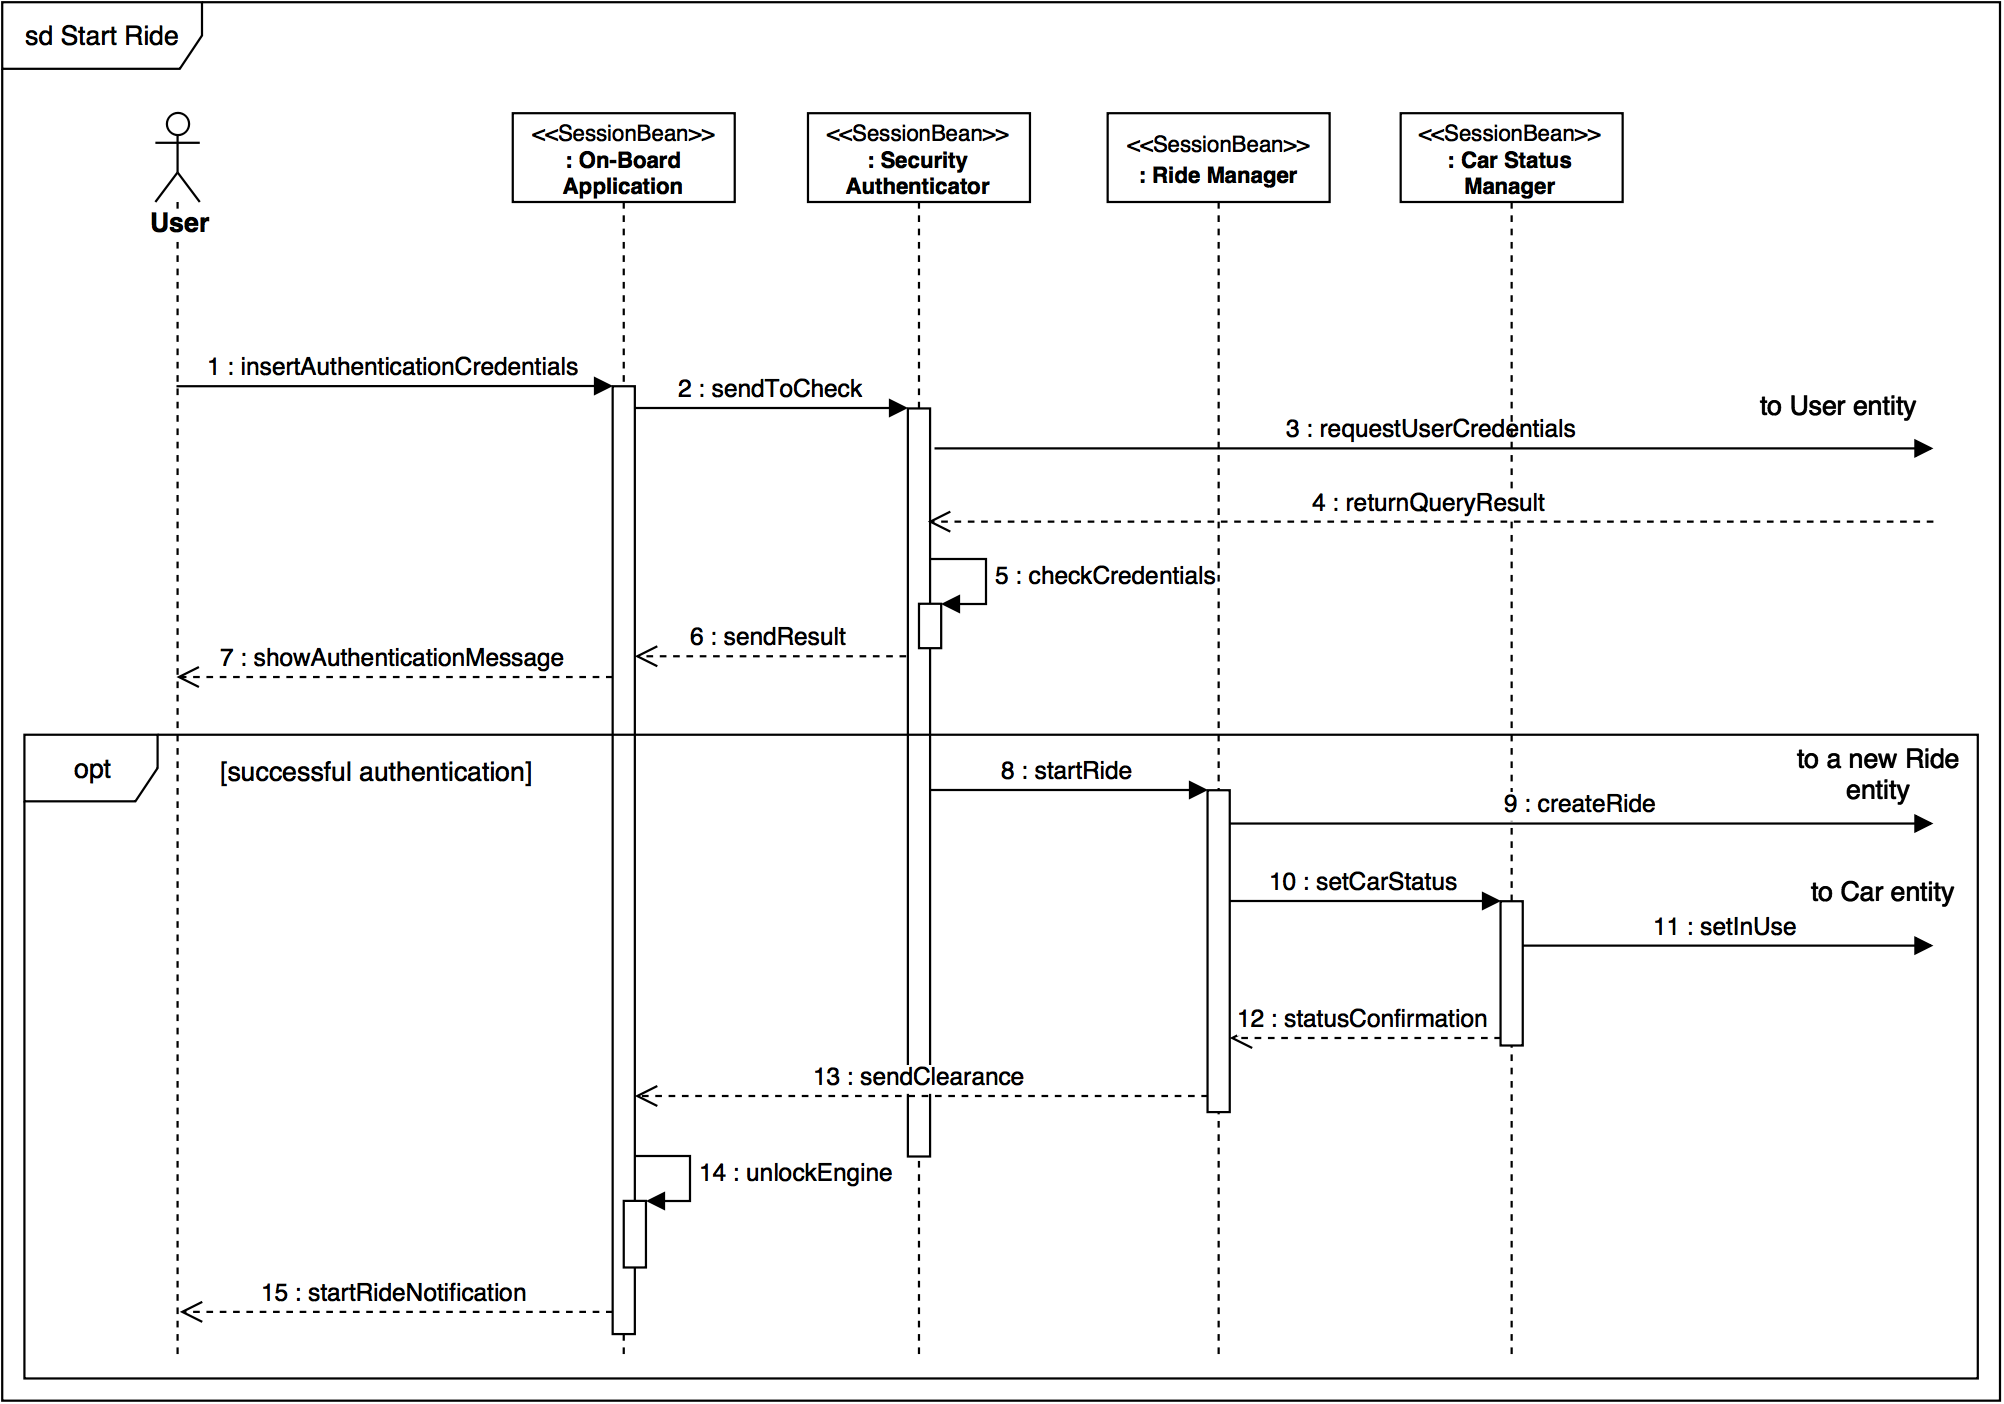 sd Start Ride
<<SessionBean>>
: On-Board
Application
<<SessionBean>>
: Security
Authenticator
<<SessionBean>>
: Ride Manager
<<SessionBean>>
: Car Status
Manager
User
1 : insertAuthenticationCredentials
2 : sendToCheck
to User entity
3 : requestUserCredentials
4 : returnQueryResult
5 : checkCredentials
6 : sendResult
7 : showAuthenticationMessage
opt
[successful authentication]
8 : startRide
to a new Ride
entity
9 : createRide
10 : setCarStatus
to Car entity
11 : setInUse
12 : statusConfirmation
13 : sendClearance
14 : unlockEngine
15 : startRideNotification